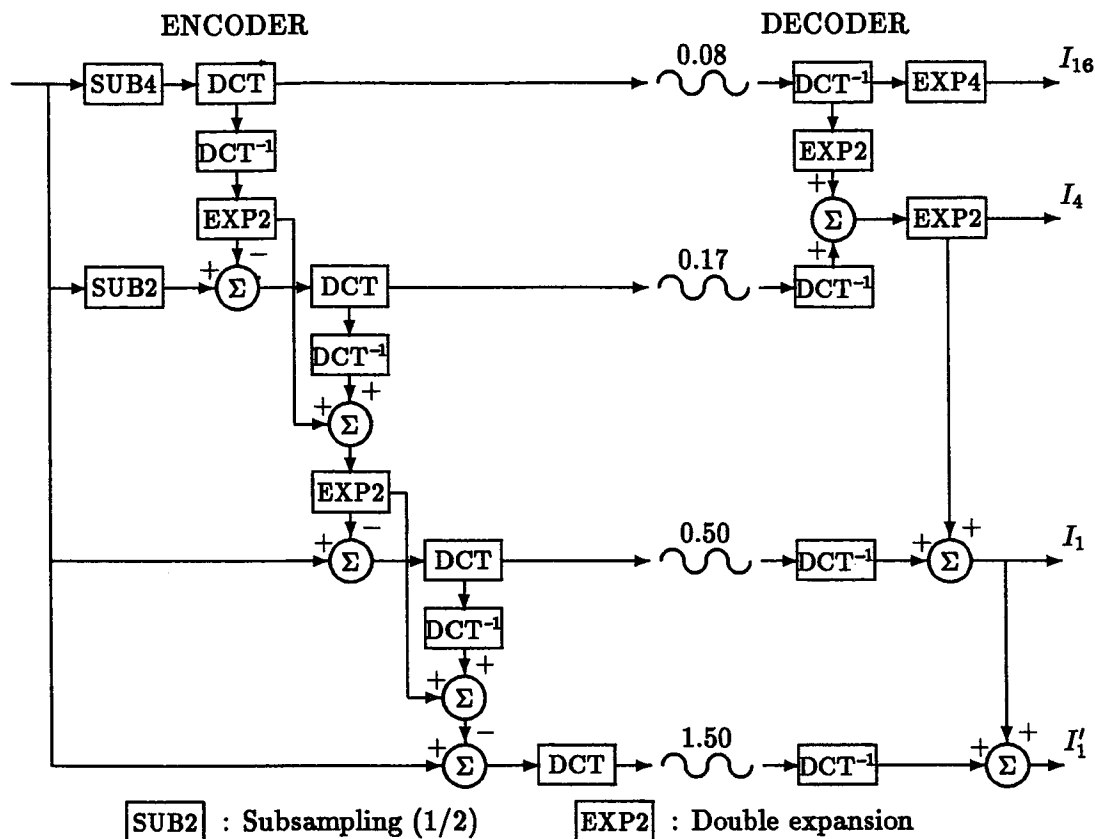 ENCODER DECODER
SUB4 DCT 0.08 DCT⁻¹ EXP4 I₁₆
DCT⁻¹ EXP2
EXP2 + Σ EXP2 I₄
− +
SUB2 + Σ DCT 0.17 DCT⁻¹
DCT⁻¹
+
+ Σ
EXP2
− 0.50 +
+ Σ DCT DCT⁻¹ + Σ I₁
DCT⁻¹
+
+ Σ
− 1.50 +
+ Σ DCT DCT⁻¹ + Σ I′₁
SUB2 : Subsampling (1/2) EXP2 : Double expansion